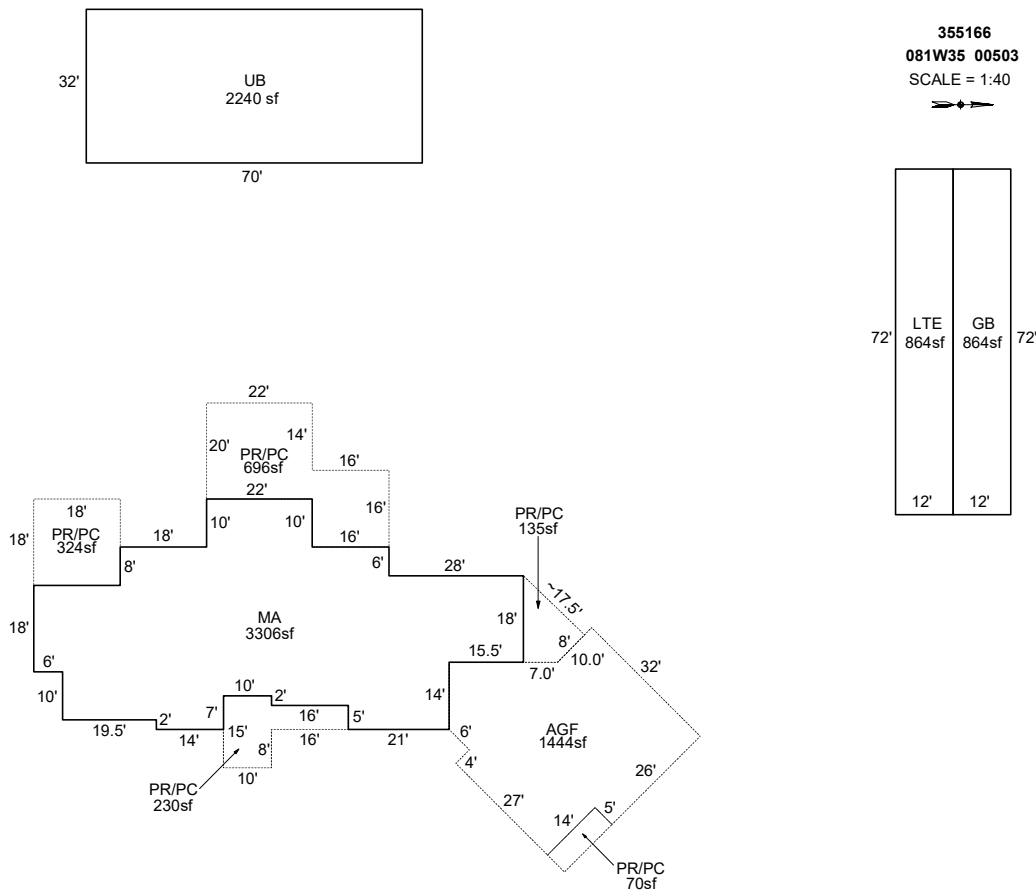 355166
081W35 00503
SCALE = 1:40
32'
UB
2240 sf
70'
72'
LTE
864sf
GB
864sf
72'
12'
12'
22'
20'
14'
PR/PC
696sf
16'
22'
16'
18'
18'
PR/PC
324sf
8'
18'
10'
10'
16'
6'
28'
PR/PC
135sf
~17.5'
18'
8'
10.0'
7.0'
15.5'
32'
18'
MA
3306sf
6'
10'
19.5'
2'
14'
7'
10'
2'
16'
5'
21'
14'
15'
8'
16'
10'
PR/PC
230sf
6'
4'
AGF
1444sf
27'
26'
14'
5'
PR/PC
70sf